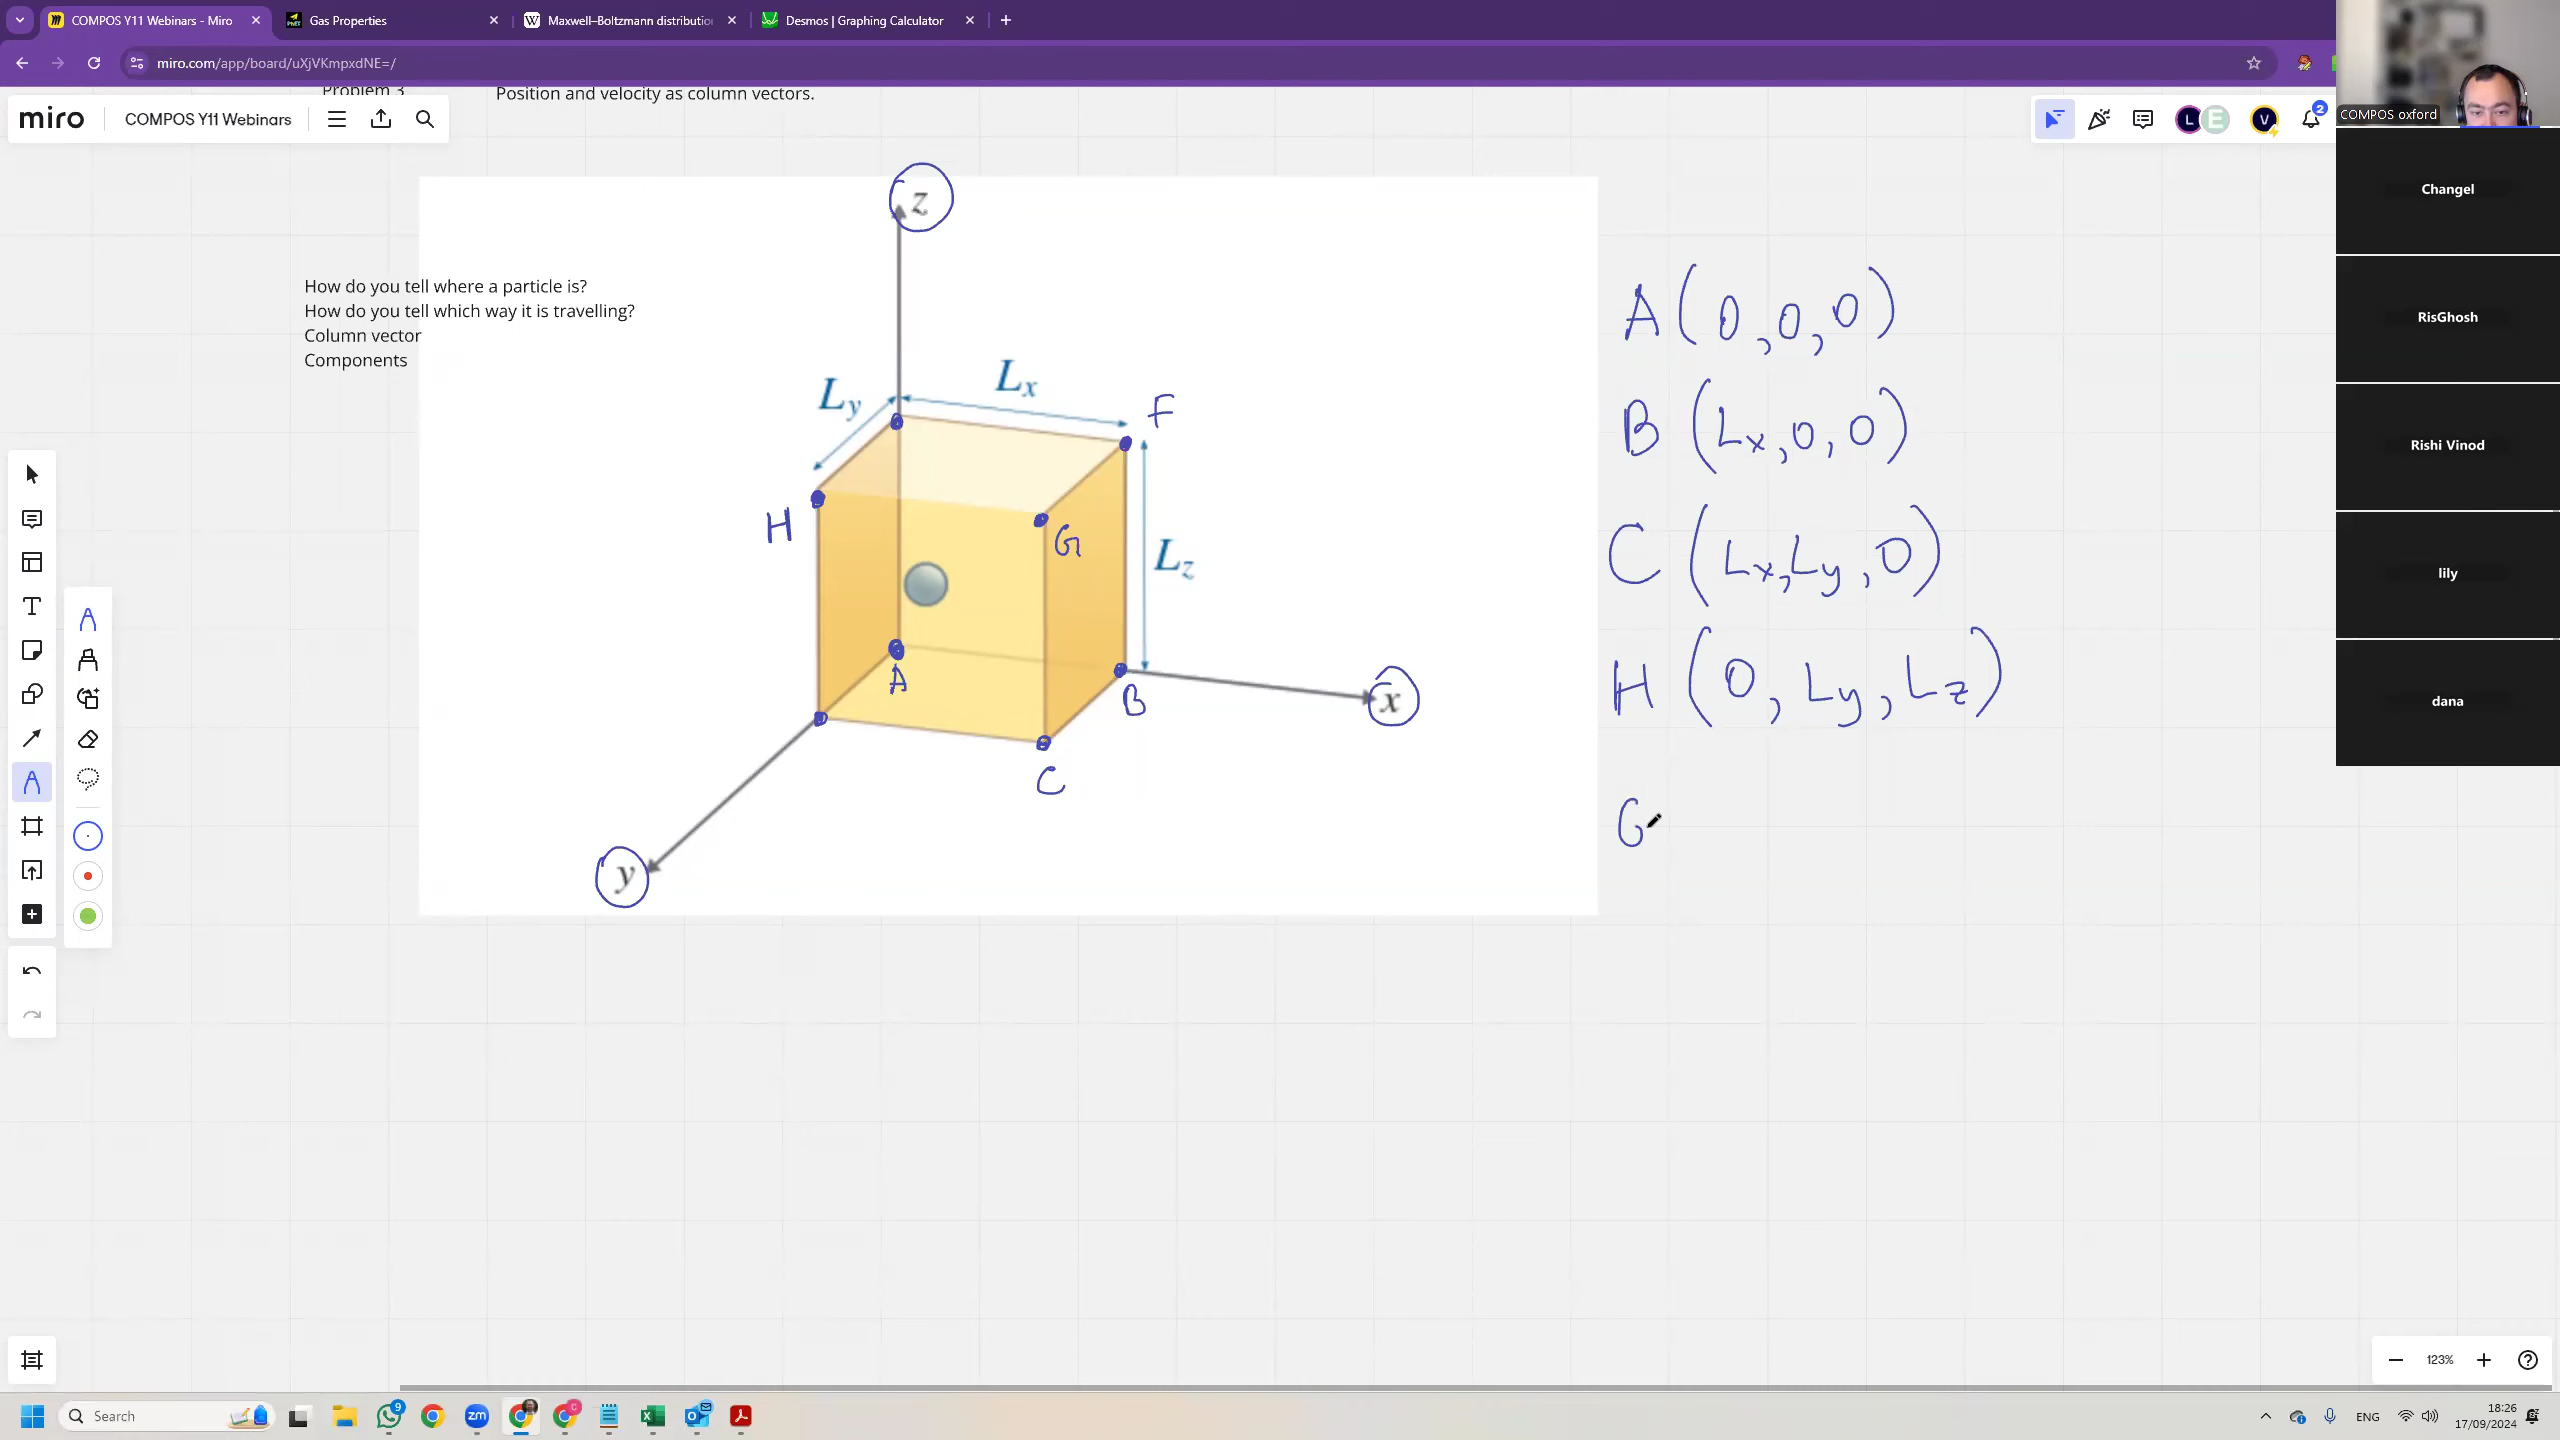 COMPOS Y11 Webinars - Miro
Gas Properties
Maxwell–Boltzmann distributio
Desmos | Graphing Calculator
miro.com/app/board/uXjVKmpxdNE=/
Problem 3
Position and velocity as column vectors.
miro
COMPOS Y11 Webinars
L
E
V
2
COMPOS oxford
Changel
RisGhosh
Rishi Vinod
lily
dana
How do you tell where a particle is?
How do you tell which way it is travelling?
Column vector
Components
z
Ly
Lx
F
H
G
Lz
A
B
x
C
y
A (0,0,0)
B (Lx,0,0)
C (Lx,Ly,0)
H (0,Ly,Lz)
G
123%
Search
9
ENG
18:26
17/09/2024